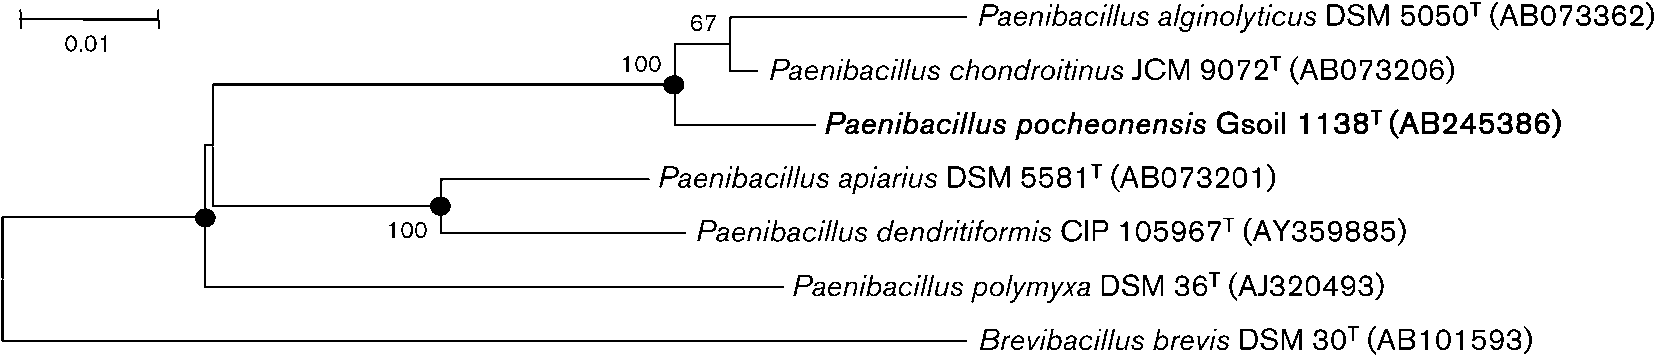 67
Paenibacillus alginolyticus DSM 5050ᵀ (AB073362)
0.01
100
Paenibacillus chondroitinus JCM 9072ᵀ (AB073206)
Paenibacillus pocheonensis Gsoil 1138ᵀ (AB245386)
Paenibacillus apiarius DSM 5581ᵀ (AB073201)
100
Paenibacillus dendritiformis CIP 105967ᵀ (AY359885)
Paenibacillus polymyxa DSM 36ᵀ (AJ320493)
Brevibacillus brevis DSM 30ᵀ (AB101593)